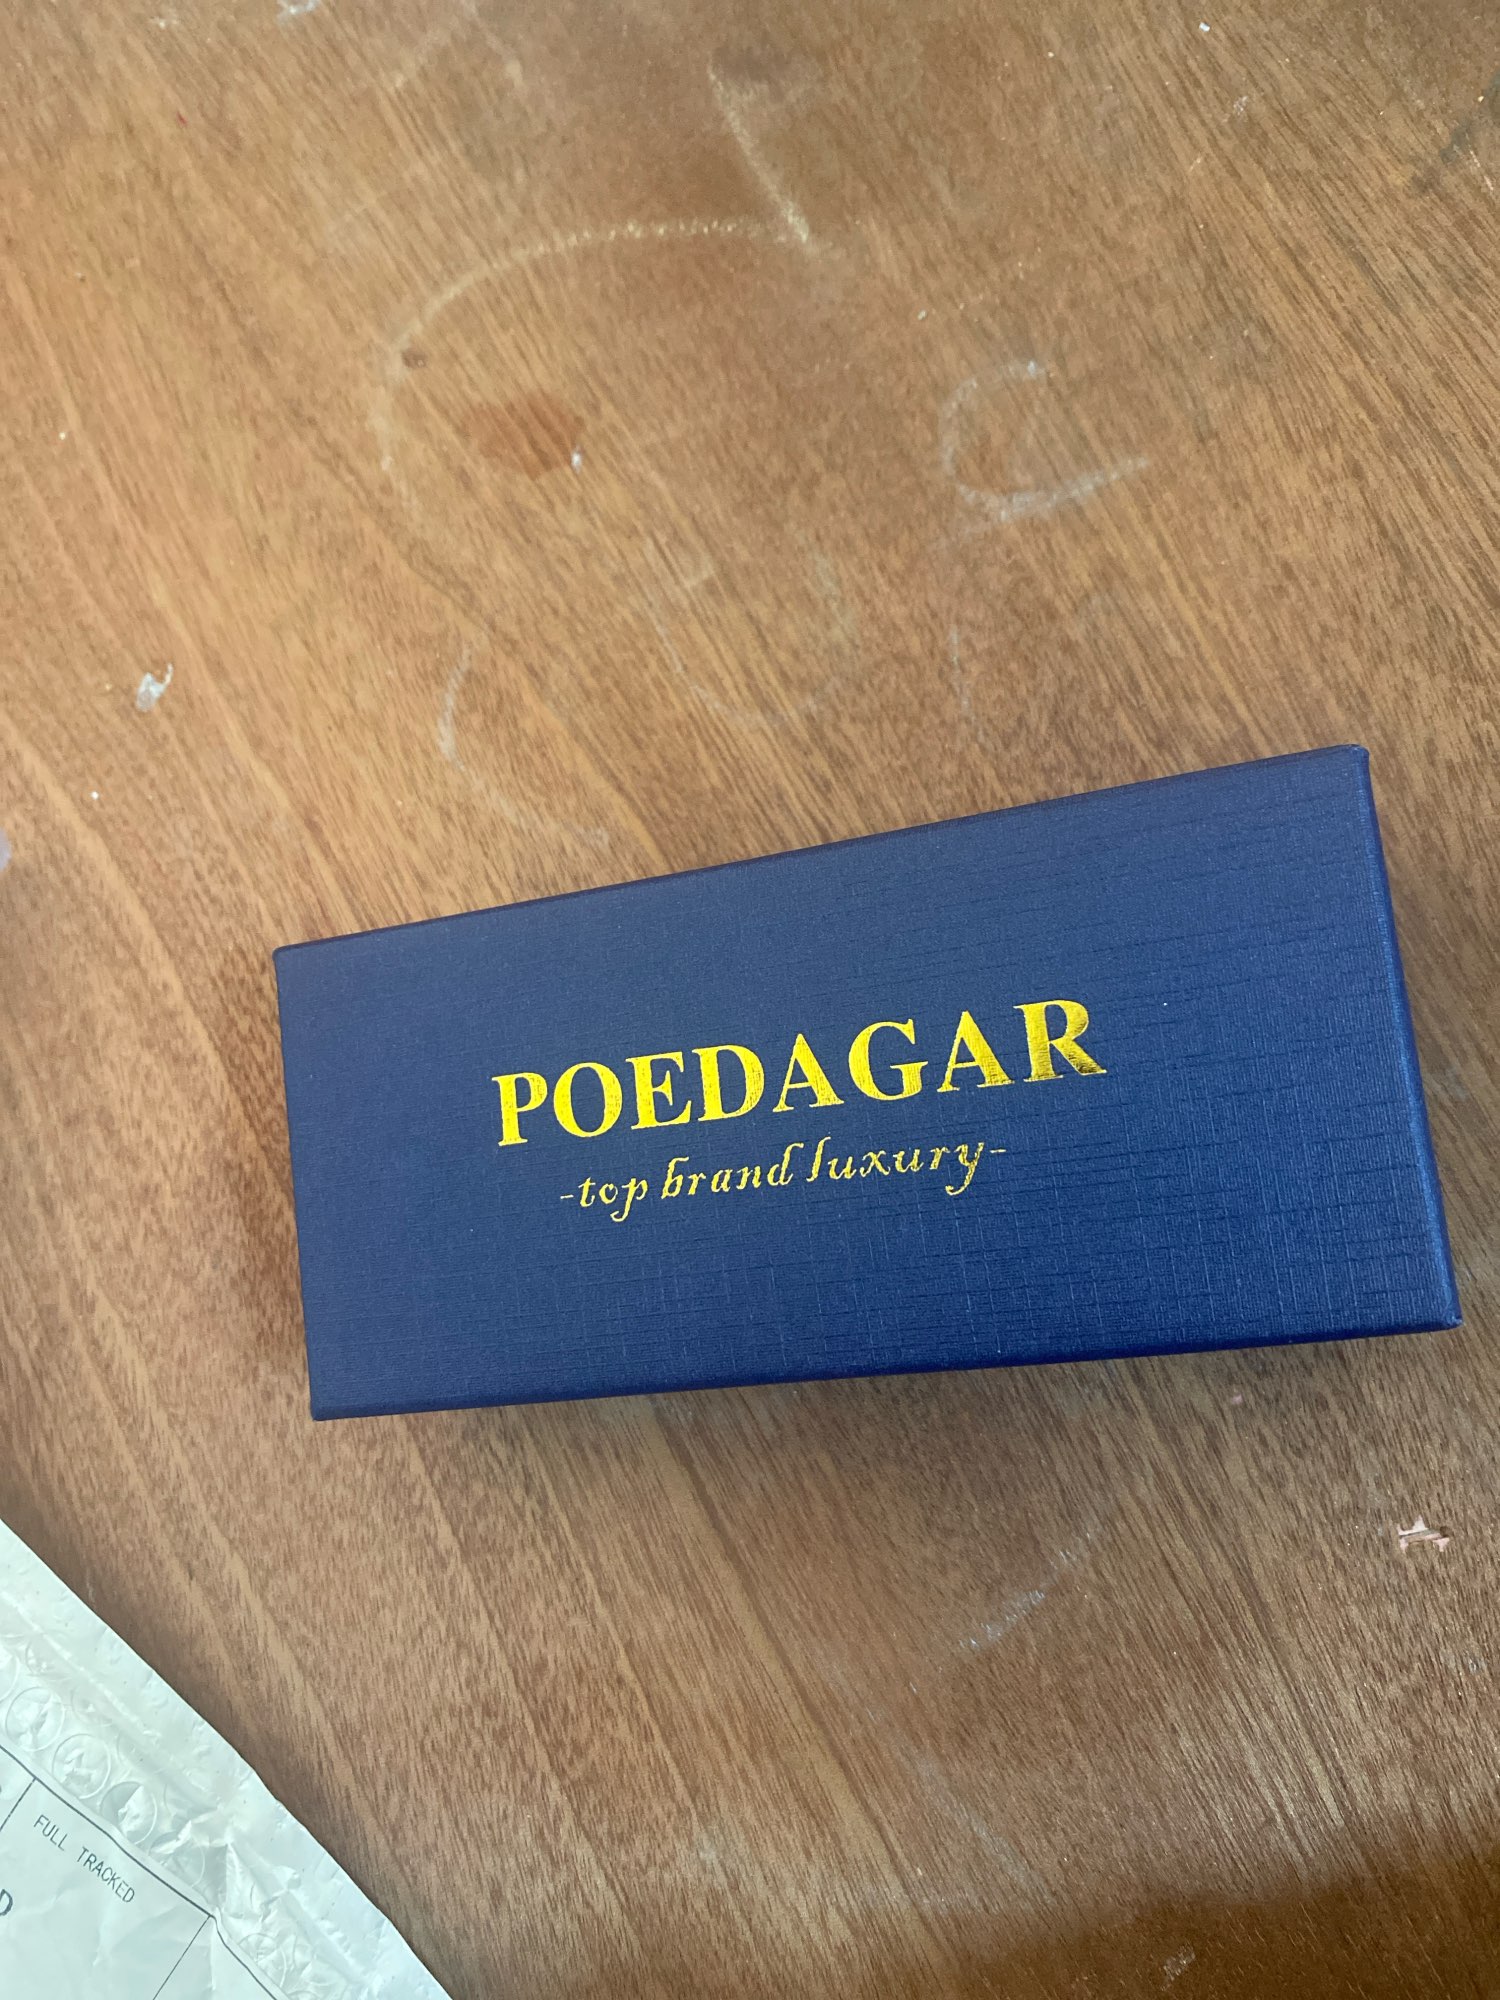 POEDAGAR
-top brand luxury-
FULL TRACKED
D